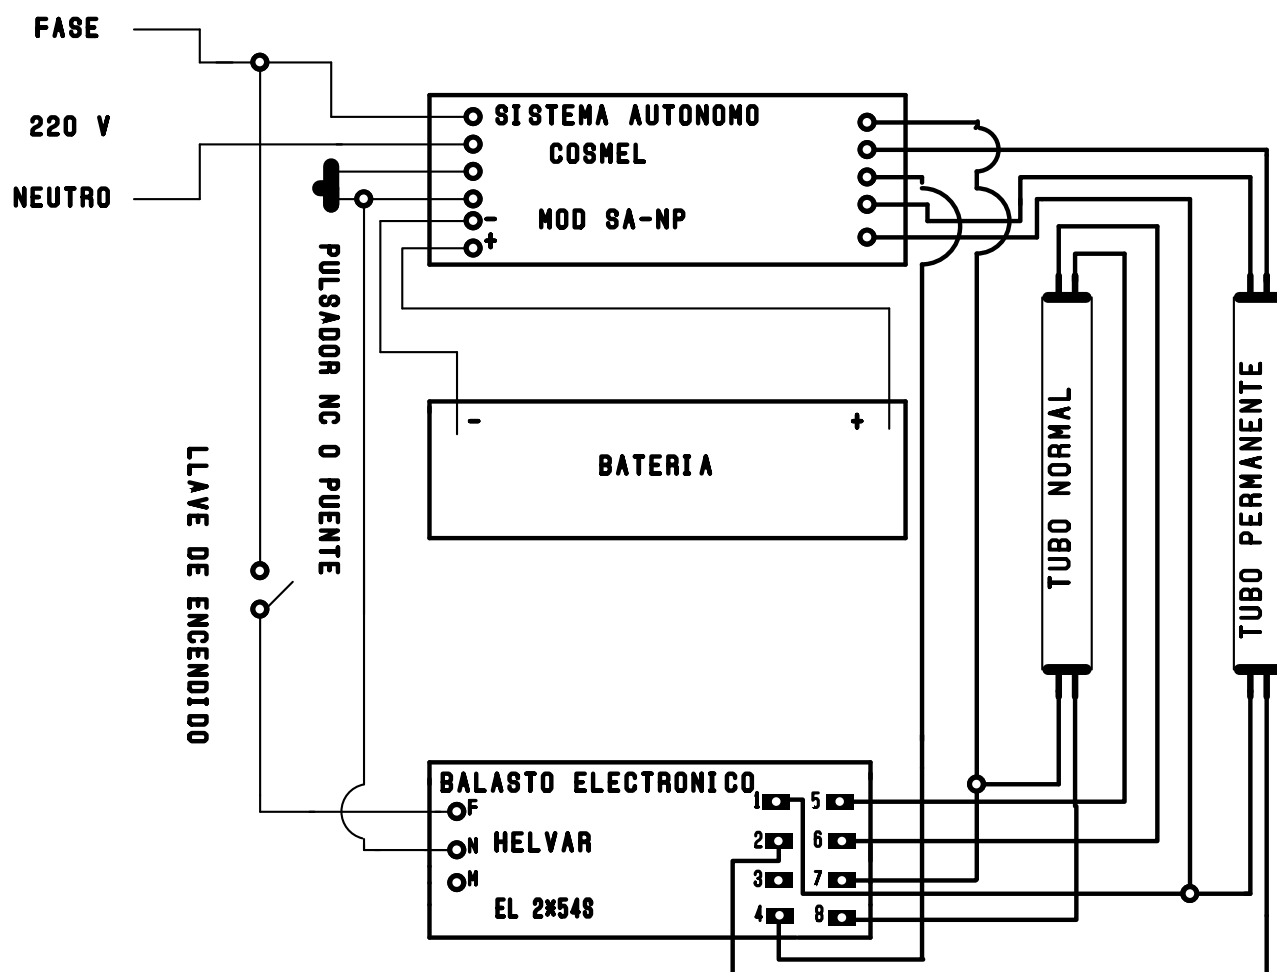 FASE
220 V
NEUTRO
SISTEMA AUTONOMO
COSMEL
MOD SA-NP
-
+
PULSADOR NC O PUENTE
LLAVE DE ENCENDIDO
-
+
BATERIA
TUBO NORMAL
TUBO PERMANENTE
BALASTO ELECTRONICO
F
N
M
HELVAR
EL 2*54S
1
2
3
4
5
6
7
8